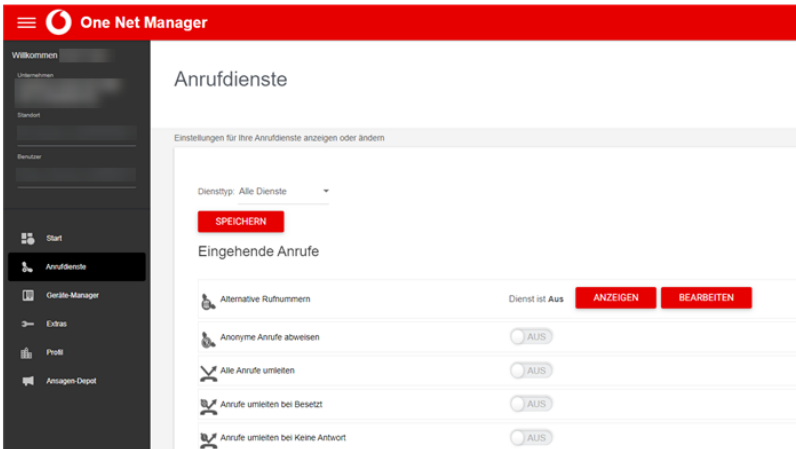 One Net Manager
Willkommen
Unternehmen
Standort
Benutzer
Start
Anrufdienste
Geräte-Manager
Extras
Profil
Ansagen-Depot
Anrufdienste
Einstellungen für Ihre Anrufdienste anzeigen oder ändern
Diensttyp: Alle Dienste
SPEICHERN
Eingehende Anrufe
Alternative Rufnummern Dienst ist Aus ANZEIGEN BEARBEITEN
Anonyme Anrufe abweisen AUS
Alle Anrufe umleiten AUS
Anrufe umleiten bei Besetzt AUS
Anrufe umleiten bei Keine Antwort AUS